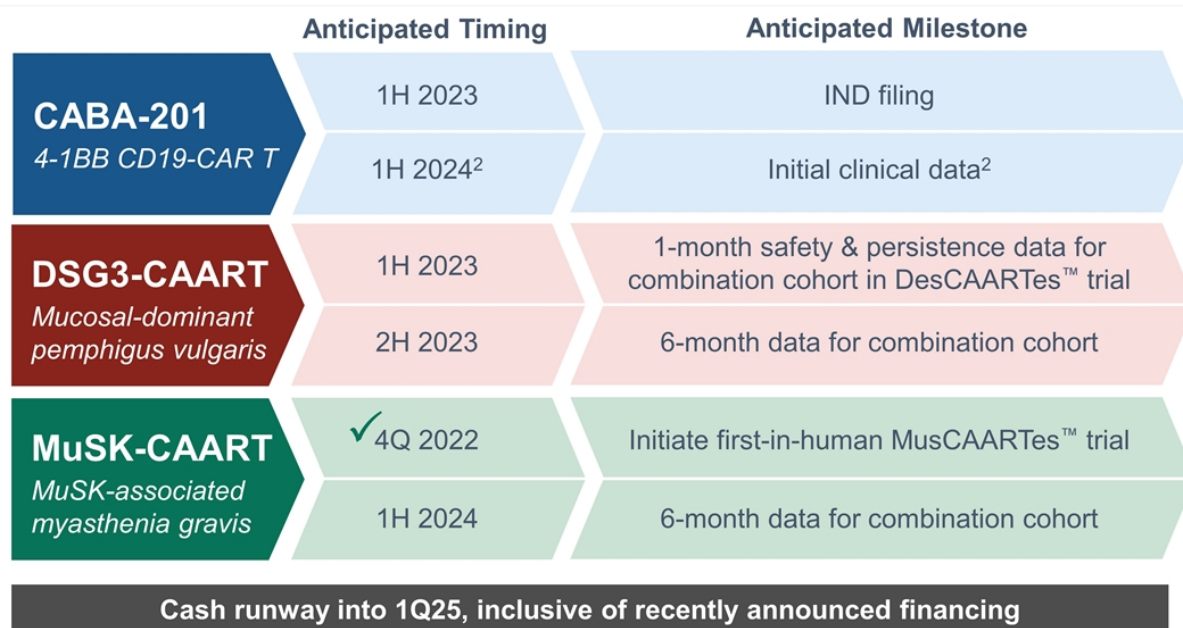 Anticipated Timing
Anticipated Milestone
CABA-201
4-1BB CD19-CAR T
1H 2023
IND filing
1H 2024²
Initial clinical data²
DSG3-CAART
Mucosal-dominant
pemphigus vulgaris
1H 2023
1-month safety & persistence data for
combination cohort in DesCAARTes™ trial
2H 2023
6-month data for combination cohort
MuSK-CAART
MuSK-associated
myasthenia gravis
✓4Q 2022
Initiate first-in-human MusCAARTes™ trial
1H 2024
6-month data for combination cohort
Cash runway into 1Q25, inclusive of recently announced financing